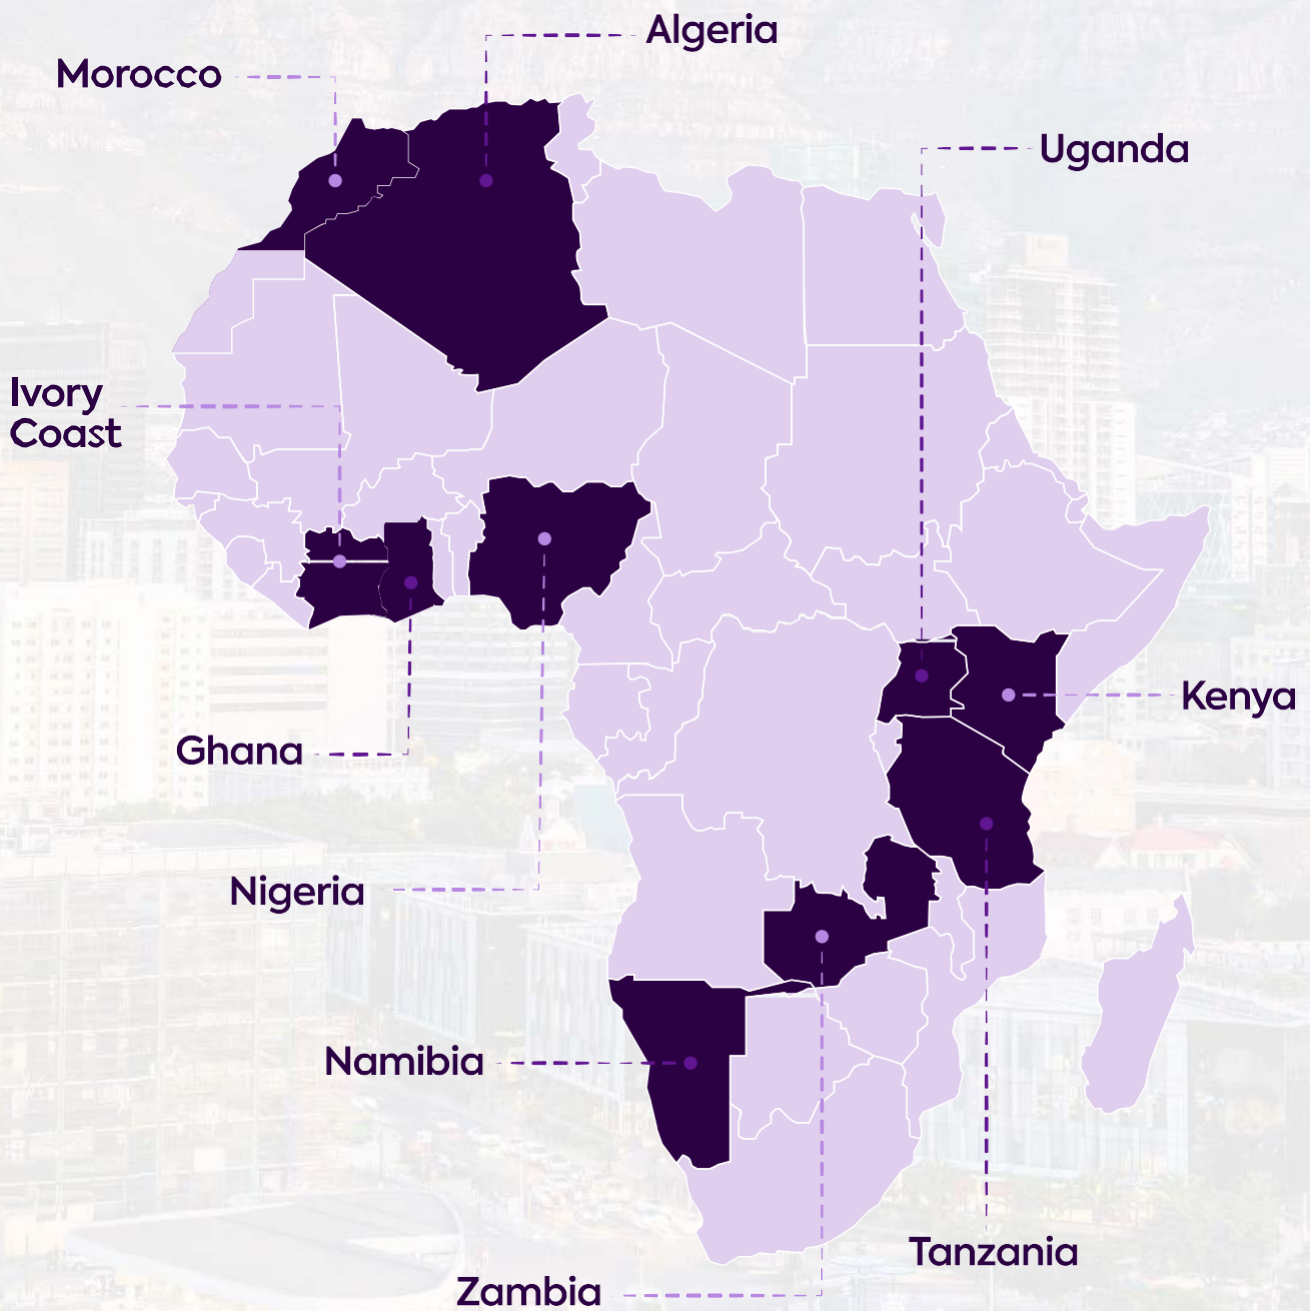 Algeria
Morocco
Uganda
Ivory
Coast
Kenya
Ghana
Nigeria
Namibia
Tanzania
Zambia